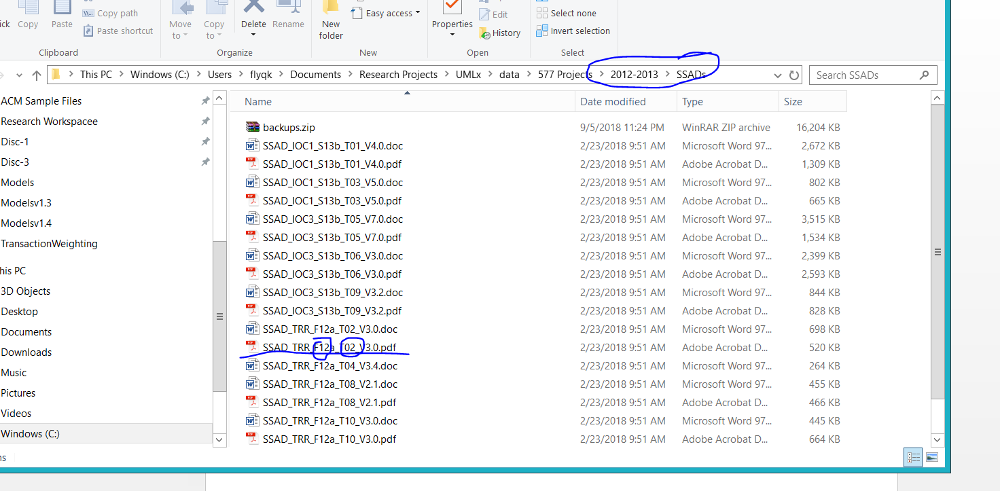 ick Copy Paste Copy path Paste shortcut Move to Copy to Delete Rename New folder Easy access Properties Edit History Select none Invert selection
Clipboard Organize New Open Select
This PC > Windows (C:) > Users > flyqk > Documents > Research Projects > UMLx > data > 577 Projects > 2012-2013 > SSADs Search SSADs
ACM Sample Files
Research Workspacee
Disc-1
Disc-3
Models
Modelsv1.3
Modelsv1.4
TransactionWeighting
his PC
3D Objects
Desktop
Documents
Downloads
Music
Pictures
Videos
Windows (C:)
ns
Name Date modified Type Size
backups.zip 9/5/2018 11:24 PM WinRAR ZIP archive 16,204 KB
SSAD_IOC1_S13b_T01_V4.0.doc 2/23/2018 9:51 AM Microsoft Word 97... 2,672 KB
SSAD_IOC1_S13b_T01_V4.0.pdf 2/23/2018 9:51 AM Adobe Acrobat D... 1,309 KB
SSAD_IOC1_S13b_T03_V5.0.doc 2/23/2018 9:51 AM Microsoft Word 97... 802 KB
SSAD_IOC1_S13b_T03_V5.0.pdf 2/23/2018 9:51 AM Adobe Acrobat D... 665 KB
SSAD_IOC3_S13b_T05_V7.0.doc 2/23/2018 9:51 AM Microsoft Word 97... 3,515 KB
SSAD_IOC3_S13b_T05_V7.0.pdf 2/23/2018 9:51 AM Adobe Acrobat D... 1,534 KB
SSAD_IOC3_S13b_T06_V3.0.doc 2/23/2018 9:51 AM Microsoft Word 97... 2,399 KB
SSAD_IOC3_S13b_T06_V3.0.pdf 2/23/2018 9:51 AM Adobe Acrobat D... 2,593 KB
SSAD_IOC3_S13b_T09_V3.2.doc 2/23/2018 9:51 AM Microsoft Word 97... 844 KB
SSAD_IOC3_S13b_T09_V3.2.pdf 2/23/2018 9:51 AM Adobe Acrobat D... 828 KB
SSAD_TRR_F12a_T02_V3.0.doc 2/23/2018 9:51 AM Microsoft Word 97... 698 KB
SSAD_TRR_F12a_T02_V3.0.pdf 2/23/2018 9:51 AM Adobe Acrobat D... 520 KB
SSAD_TRR_F12a_T04_V3.4.doc 2/23/2018 9:51 AM Microsoft Word 97... 264 KB
SSAD_TRR_F12a_T08_V2.1.doc 2/23/2018 9:51 AM Microsoft Word 97... 455 KB
SSAD_TRR_F12a_T08_V2.1.pdf 2/23/2018 9:51 AM Adobe Acrobat D... 466 KB
SSAD_TRR_F12a_T10_V3.0.doc 2/23/2018 9:51 AM Microsoft Word 97... 445 KB
SSAD_TRR_F12a_T10_V3.0.pdf 2/23/2018 9:51 AM Adobe Acrobat D... 664 KB